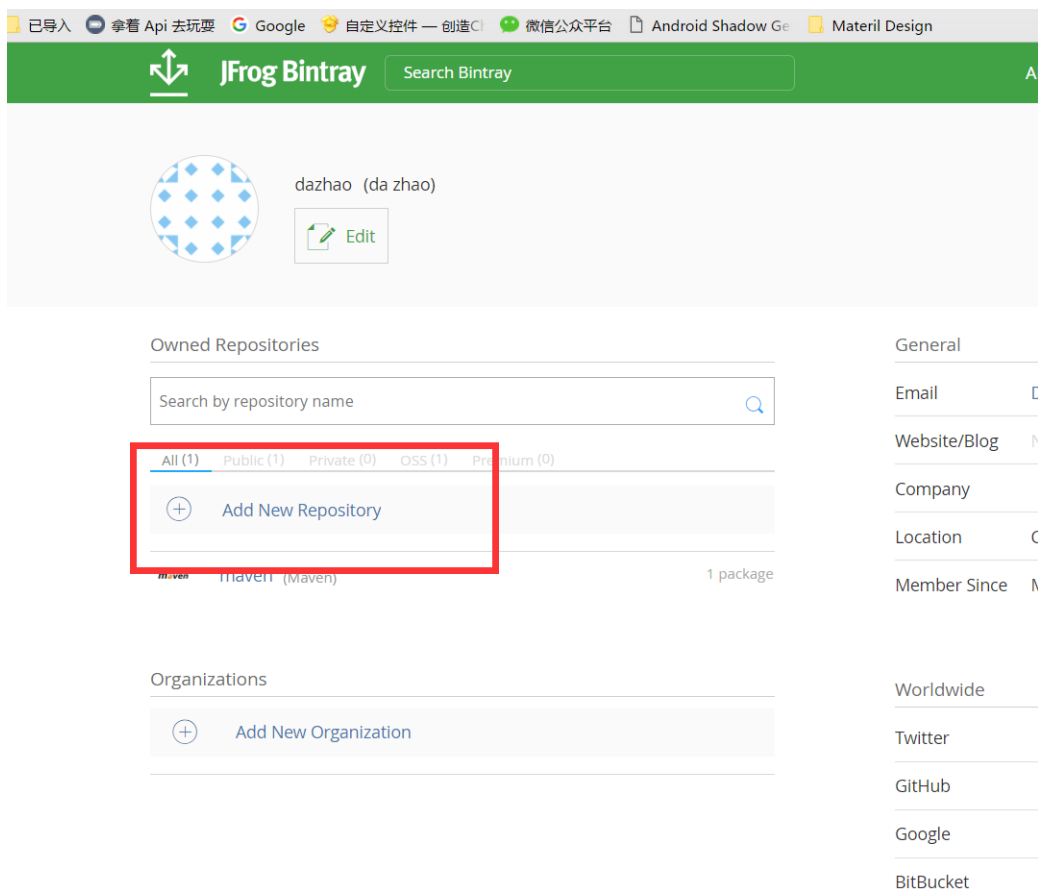 已导入 拿着 Api 去玩耍 Google 自定义控件 — 创造C 微信公众平台 Android Shadow Ge Materil Design
JFrog Bintray Search Bintray A
dazhao (da zhao)
Edit
Owned Repositories
Search by repository name
All (1) Public (1) Private (0) OSS (1) Premium (0)
Add New Repository
maven maven (Maven) 1 package
Organizations
Add New Organization
General
Email
Website/Blog
Company
Location
Member Since
Worldwide
Twitter
GitHub
Google
BitBucket